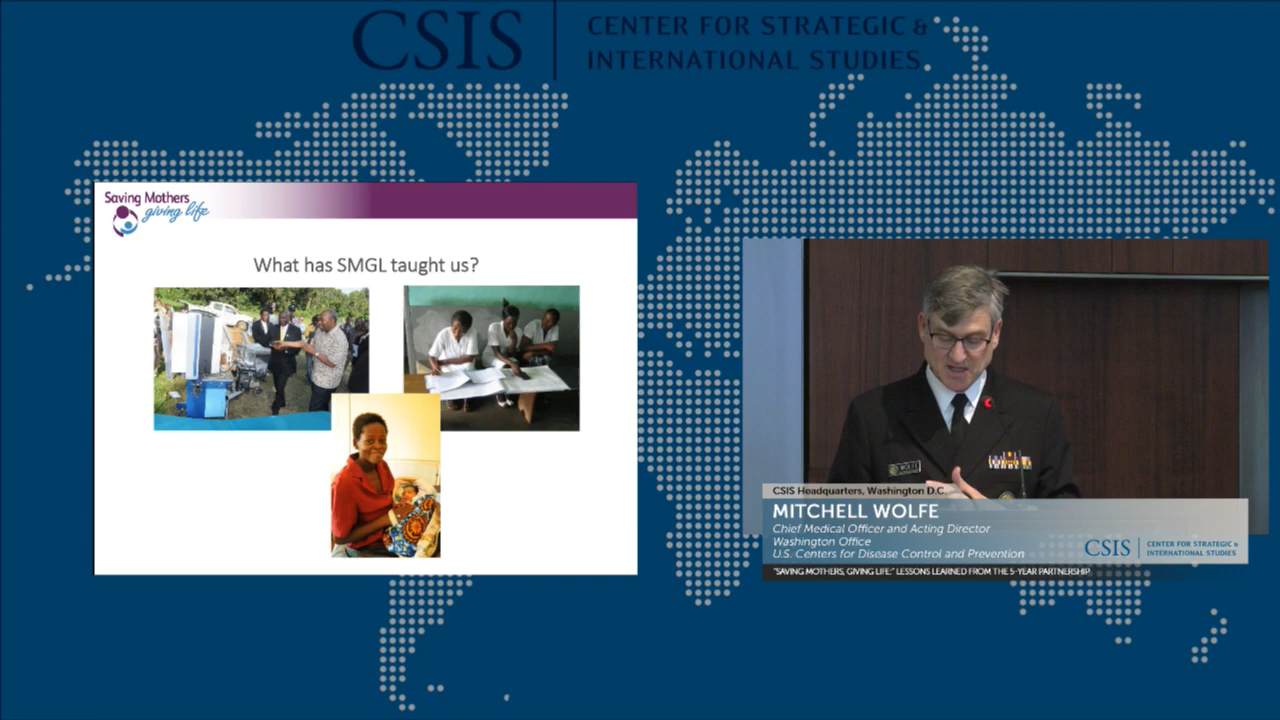 CSIS
CENTER FOR STRATEGIC &
INTERNATIONAL STUDIES
Saving Mothers
giving life
What has SMGL taught us?
WOLFE
CSIS Headquarters, Washington D.C.
MITCHELL WOLFE
Chief Medical Officer and Acting Director
Washington Office
U.S. Centers for Disease Control and Prevention
CSIS
CENTER FOR STRATEGIC &
INTERNATIONAL STUDIES
"SAVING MOTHERS, GIVING LIFE:" LESSONS LEARNED FROM THE 5-YEAR PARTNERSHIP